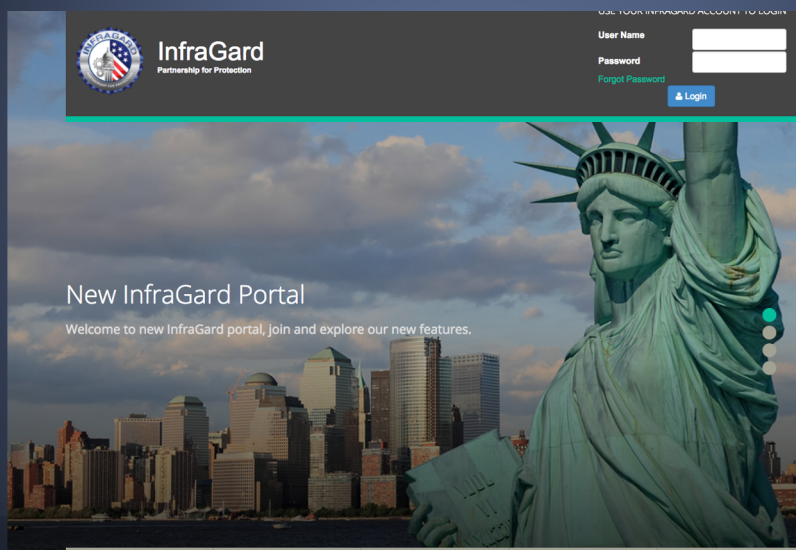 USE YOUR INFRAGARD ACCOUNT TO LOGIN
INFRAGARD
InfraGard
Partnership for Protection
User Name
Password
Forgot Password
Login
New InfraGard Portal
Welcome to new InfraGard portal, join and explore our new features.